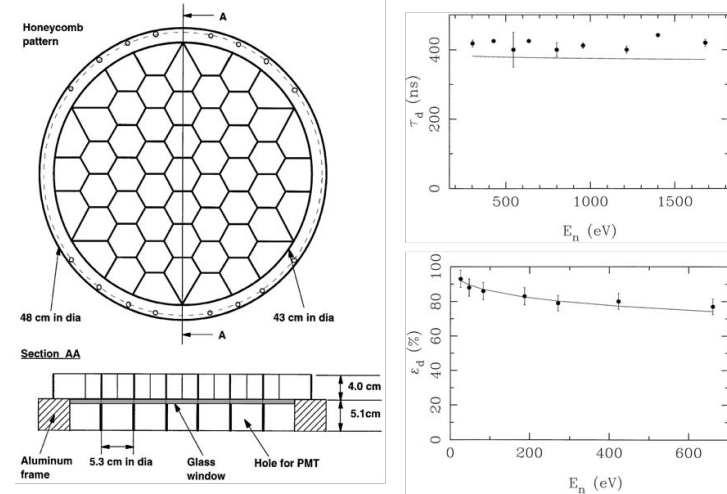 Honeycomb
pattern
A
48 cm in dia
43 cm in dia
A
Section AA
4.0 cm
5.1cm
Aluminum
frame
5.3 cm in dia
Glass
window
Hole for PMT
τd (ns)
400
200
0
500
1000
1500
En (eV)
εd (%)
100
80
60
40
20
0
0
200
400
600
En (eV)